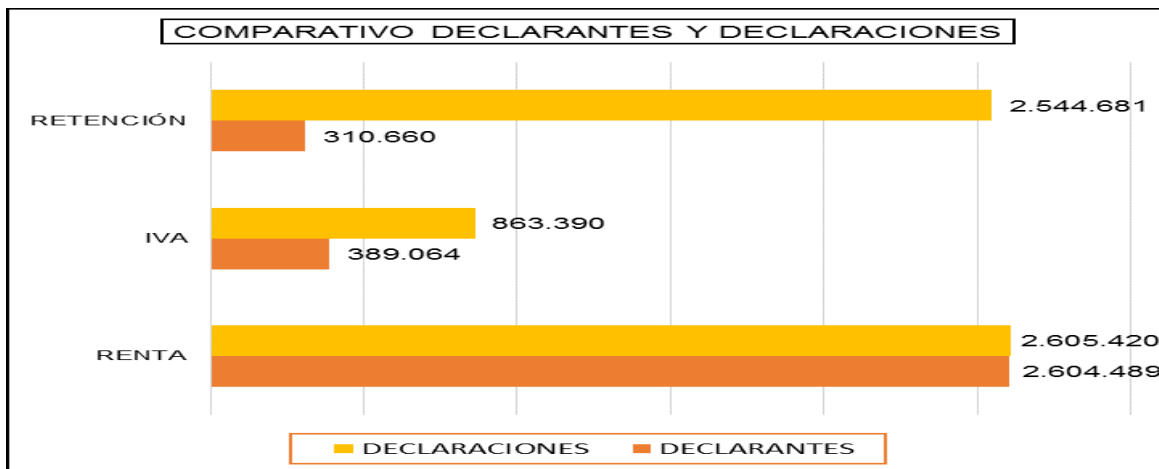 COMPARATIVO DECLARANTES Y DECLARACIONES
RETENCIÓN
2.544.681
310.660
IVA
863.390
389.064
RENTA
2.605.420
2.604.489
DECLARACIONES DECLARANTES